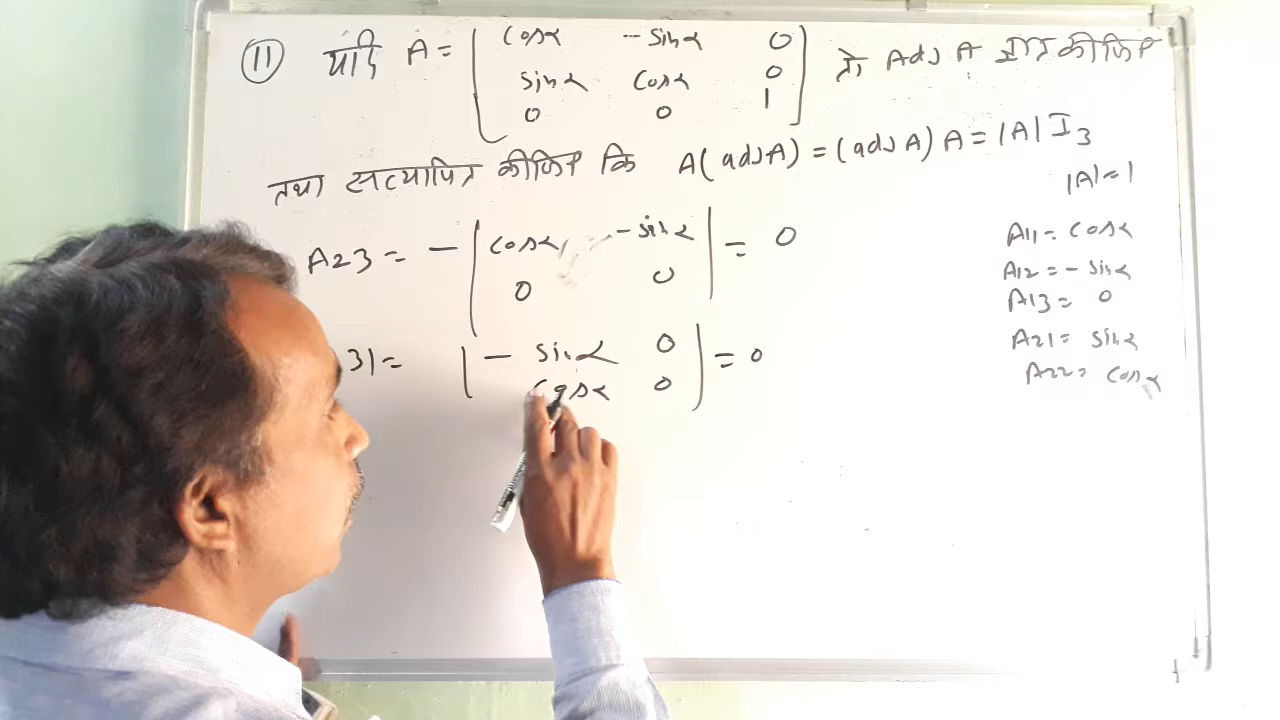 (11) यदि A = [ cosα -sinα 0
sinα cosα 0
0 0 1 ] तो Adj A ज्ञात कीजिए
तथा सत्यापित कीजिए कि A(adjA) = (adjA)A = |A| I3
|A|=1
A23 = - | cosα -sinα
0 0 | = 0
31 = | - sinα 0
cosα 0 | = 0
A11 = cosα
A12 = - sinα
A13 = 0
A21 = sinα
A22 = cosα